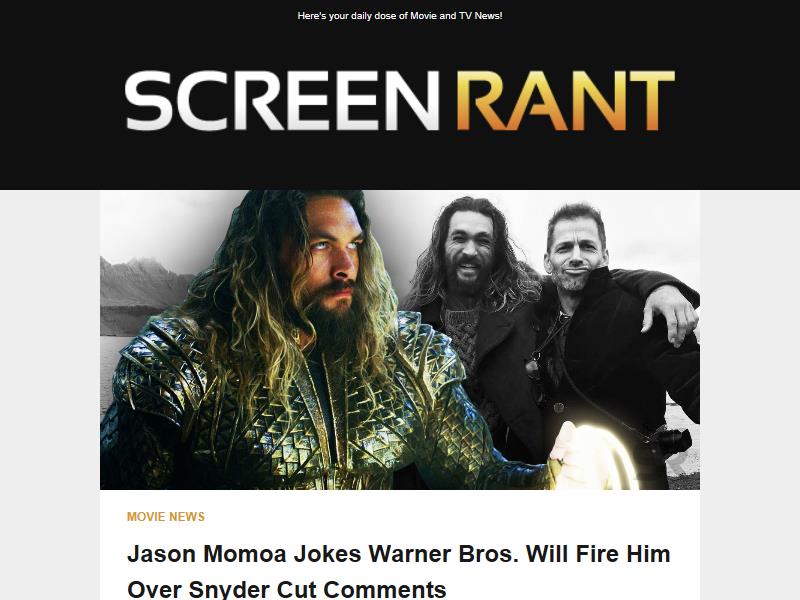 Here's your daily dose of Movie and TV News!
SCREEN RANT
MOVIE NEWS
Jason Momoa Jokes Warner Bros. Will Fire Him
Over Snyder Cut Comments